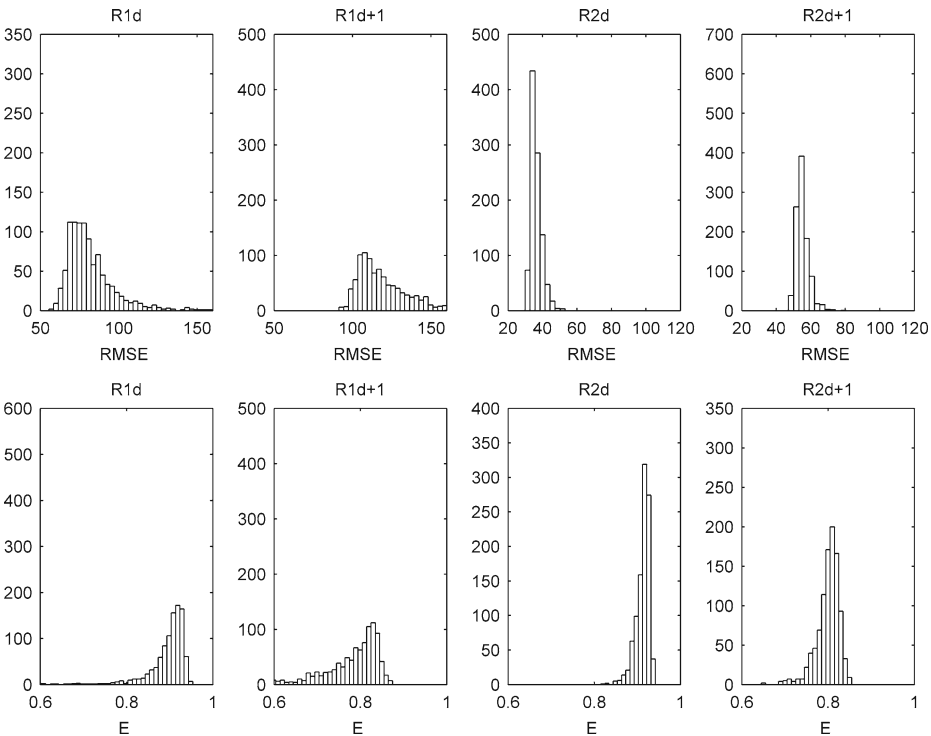 R1d R1d+1 R2d R2d+1
350 500 500 700
300 400 400 600
250 300 300 500
200 200 200 400
150 100 100 300
100 0 0 200
50 100
0 0
50 100 150 50 100 150 20 40 60 80 100 120 20 40 60 80 100 120
RMSE RMSE RMSE RMSE
R1d R1d+1 R2d R2d+1
600 500 400 350
500 400 350 300
400 300 300 250
300 200 250 200
200 100 200 150
100 0 150 100
0 100 50
50 0
0
0.6 0.8 1 0.6 0.8 1 0.6 0.8 1 0.6 0.8 1
E E E E